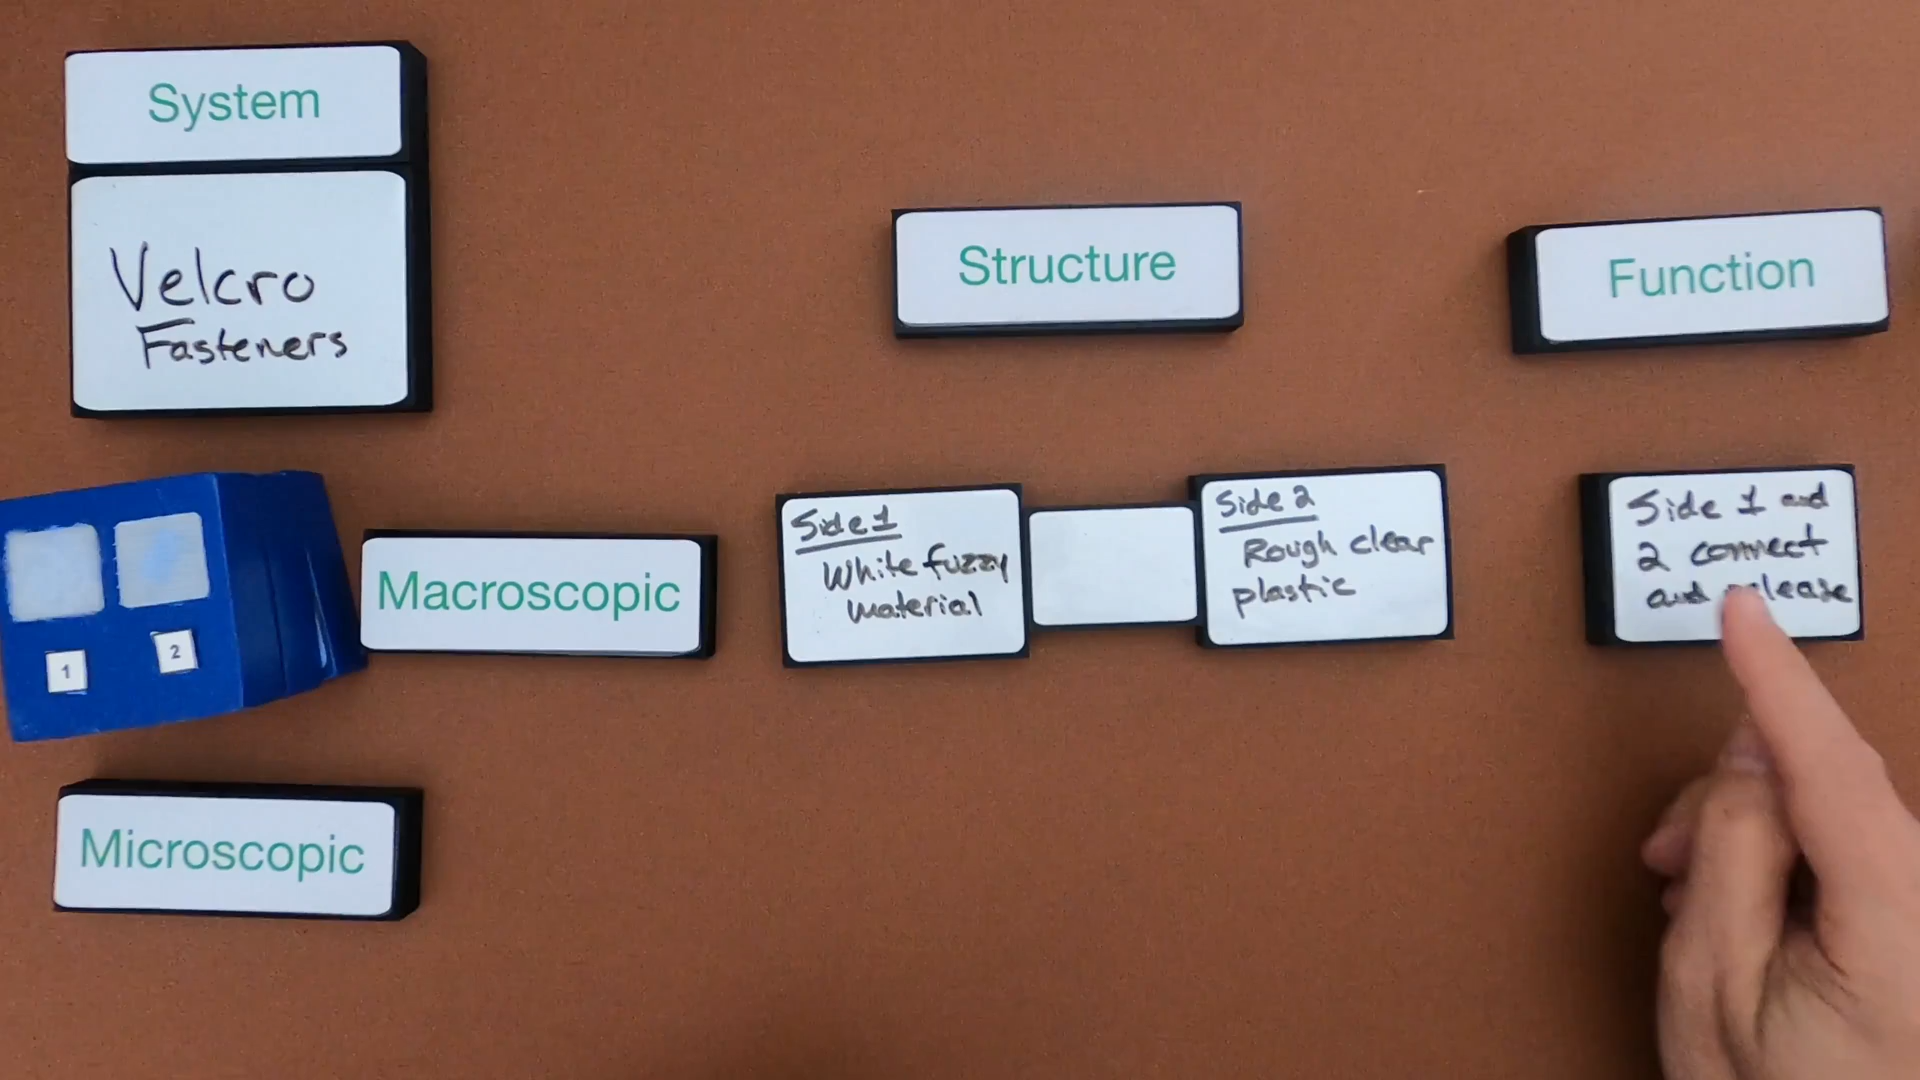 System
Velcro
Fasteners
Structure
Function
1
2
Macroscopic
Side 1
White fuzzy
material
Side 2
Rough clear
plastic
Side 1 and
2 connect
and release
Microscopic